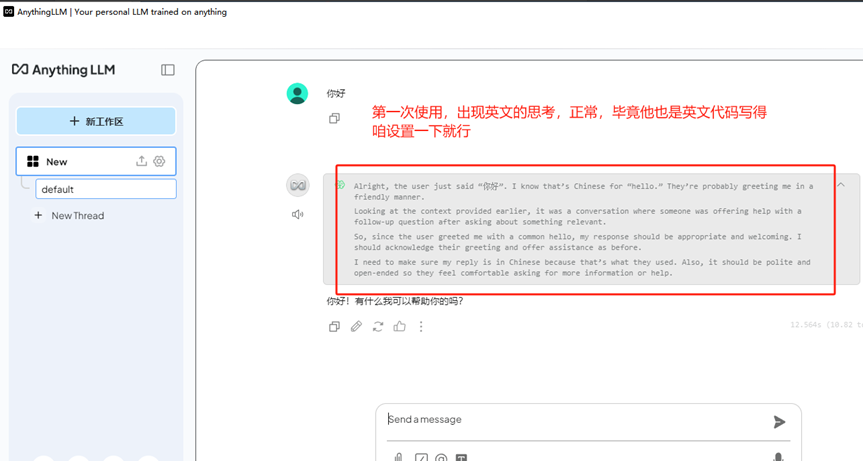 AnythingLLM | Your personal LLM trained on anything
Anything LLM
新工作区
New
default
New Thread
你好
第一次使用，出现英文的思考，正常，毕竟他也是英文代码写得
咱设置一下就行
Alright, the user just said “你好”. I know that’s Chinese for “hello.” They’re probably greeting me in a
friendly manner.
Looking at the context provided earlier, it was a conversation where someone was offering help with a
follow-up question after asking about something relevant.
So, since the user greeted me with a common hello, my response should be appropriate and welcoming. I
should acknowledge their greeting and offer assistance as before.
I need to make sure my reply is in Chinese because that’s what they used. Also, it should be polite and
open-ended so they feel comfortable asking for more information or help.
你好！有什么我可以帮助你的吗？
12.564s (10.82
Send a message